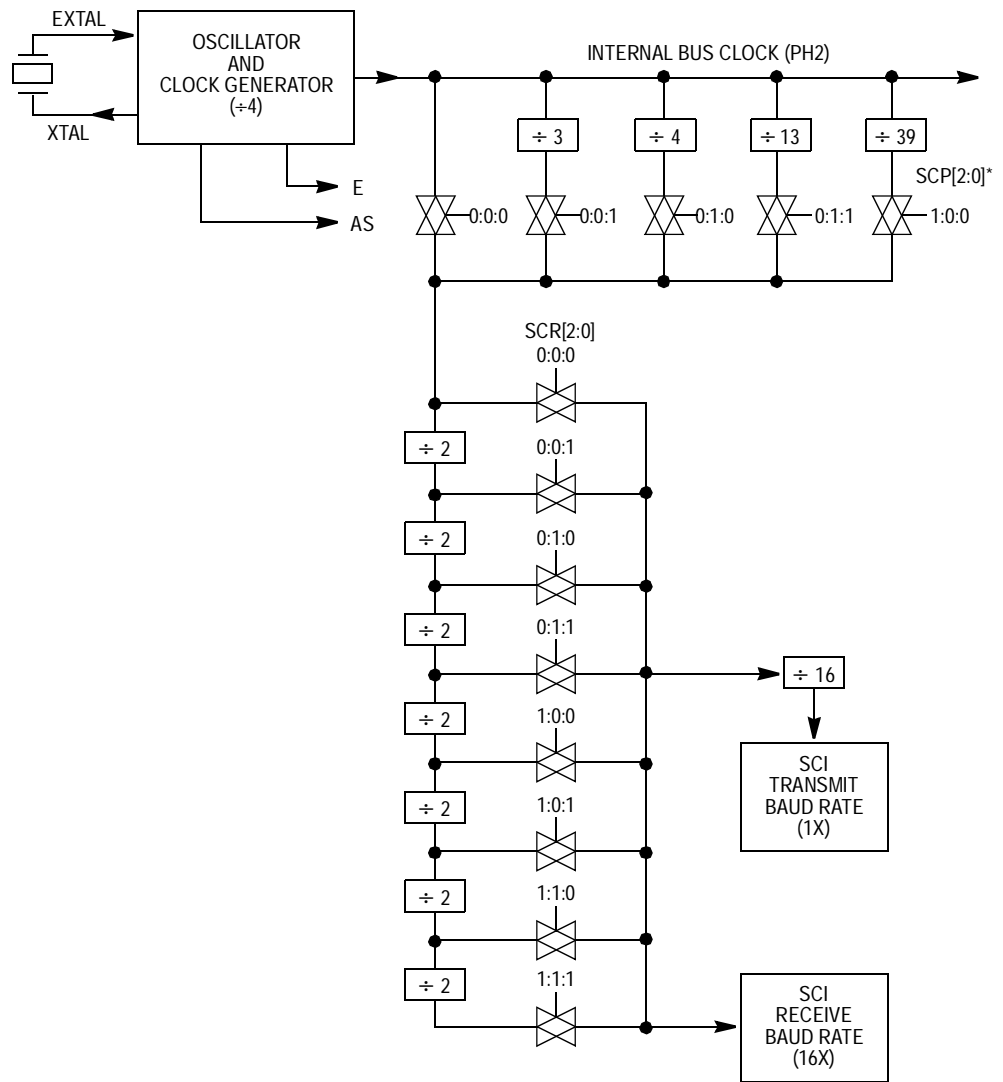 EXTAL
OSCILLATOR
AND
CLOCK GENERATOR
(÷4)
XTAL
E
AS
INTERNAL BUS CLOCK (PH2)
÷ 3
÷ 4
÷ 13
÷ 39
SCP[2:0]*
0:0:0
0:0:1
0:1:0
0:1:1
1:0:0
SCR[2:0]
0:0:0
÷ 2
0:0:1
÷ 2
0:1:0
÷ 2
0:1:1
÷ 16
÷ 2
1:0:0
SCI
TRANSMIT
BAUD RATE
(1X)
÷ 2
1:0:1
÷ 2
1:1:0
÷ 2
1:1:1
SCI
RECEIVE
BAUD RATE
(16X)